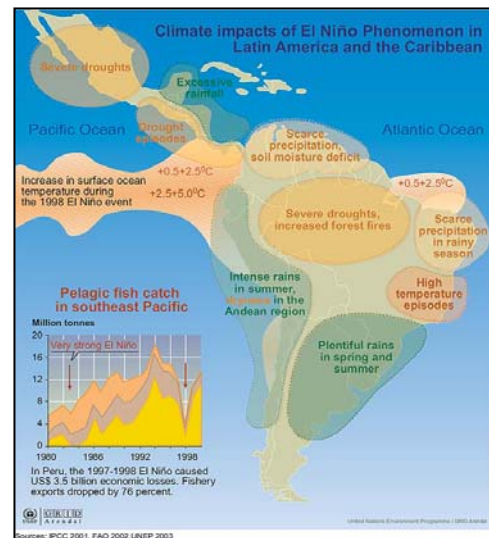 Climate impacts of El Niño Phenomenon in
Latin America and the Caribbean
Severe droughts
Excessive
rainfall
Pacific Ocean
Drought
episodes
Atlantic Ocean
Scarce
precipitation,
soil moisture deficit
Increase in surface ocean
temperature during
the 1998 El Niño event
+0.5+2.5⁰C
+2.5+5.0⁰C
+0.5+2.5⁰C
Severe droughts,
increased forest fires
Scarce
precipitation
in rainy
season
Intense rains
in summer,
in the
Andean region
High
temperature
episodes
Plentiful rains
in spring and
summer
Pelagic fish catch
in southeast Pacific
Million tonnes
20
16
12
8
4
0
Very strong El Niño
1980
1986
1992
1998
In Peru, the 1997-1998 El Niño caused
US$ 3.5 billion economic losses. Fishery
exports dropped by 76 percent.
UNEP
G R I D
Arendal
United Nations Environment Programme / GRID Arendal
Sources: IPCC 2001, FAO 2002 UNEP 2003